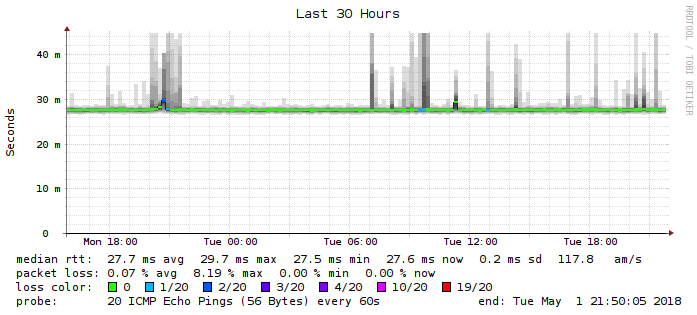 Last 30 Hours
RRDTOOL / TOBI OETIKER
Seconds
40 m
30 m
20 m
10 m
0
Mon 18:00 Tue 00:00 Tue 06:00 Tue 12:00 Tue 18:00
median rtt: 27.7 ms avg 29.7 ms max 27.5 ms min 27.6 ms now 0.2 ms sd 117.8 am/s
packet loss: 0.07 % avg 8.19 % max 0.00 % min 0.00 % now
loss color: 0 1/20 2/20 3/20 4/20 10/20 19/20
probe: 20 ICMP Echo Pings (56 Bytes) every 60s end: Tue May 1 21:50:05 2018